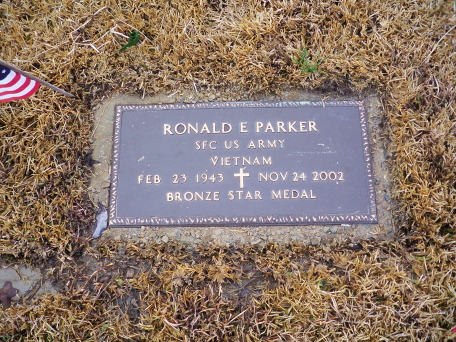 RONALD E PARKER
SFC US ARMY
VIETNAM
FEB 23 1943 ✝ NOV 24 2002
BRONZE STAR MEDAL